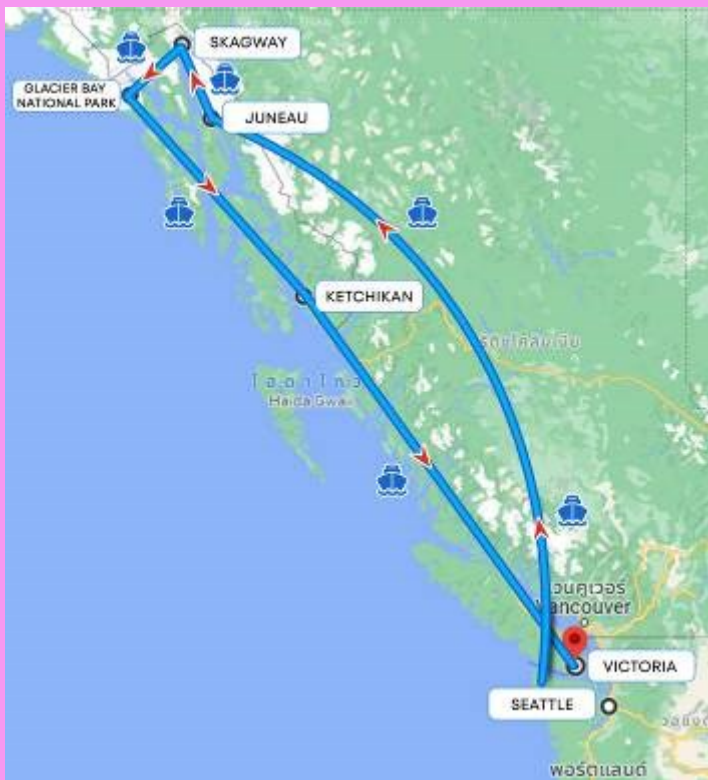 SKAGWAY
GLACIER BAY
NATIONAL PARK
JUNEAU
KETCHIKAN
Haida Gwaii
แวนคูเวอร์
Vancouver
VICTORIA
SEATTLE
พอร์ตแลนด์